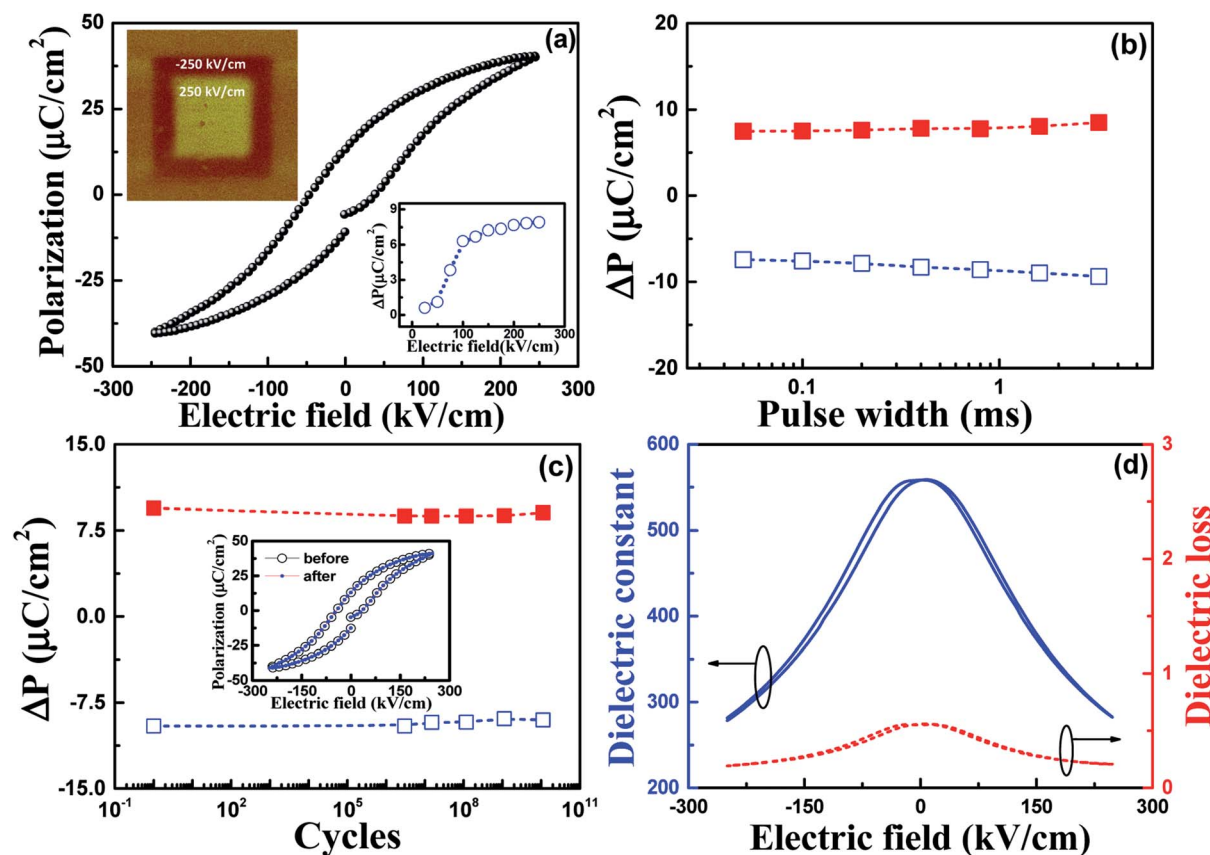 (a)
50
25
0
-25
-50
Polarization (μC/cm²)
-250 kV/cm
250 kV/cm
-300 -200 -100 0 100 200 300
Electric field (kV/cm)
9
6
3
0
ΔP(μC/cm²)
0 100 200 300
Electric field(kV/cm)
(b)
20
10
0
-10
-20
ΔP (μC/cm²)
0.1 1
Pulse width (ms)
(c)
15.0
7.5
0.0
-7.5
-15.0
ΔP (μC/cm²)
10⁻¹ 10² 10⁵ 10⁸ 10¹¹
Cycles
50
25
0
-25
-50
Polarization (μC/cm²)
before
after
-300 -150 0 150 300
Electric field (kV/cm)
(d)
600
500
400
300
200
Dielectric constant
3
2
1
0
Dielectric loss
-300 -150 0 150 300
Electric field (kV/cm)